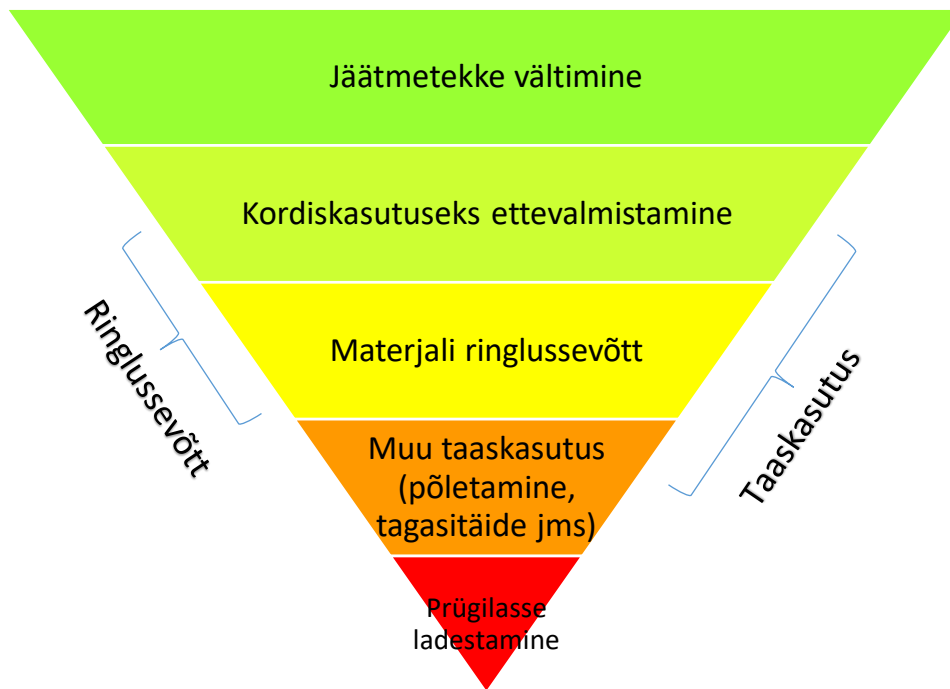 Jäätmetekke vältimine
Kordiskasutuseks ettevalmistamine
Ringlussevõtt
Materjali ringlussevõtt
Taaskasutus
Muu taaskasutus
(põletamine,
tagasitäide jms)
Prügilasse
ladestamine